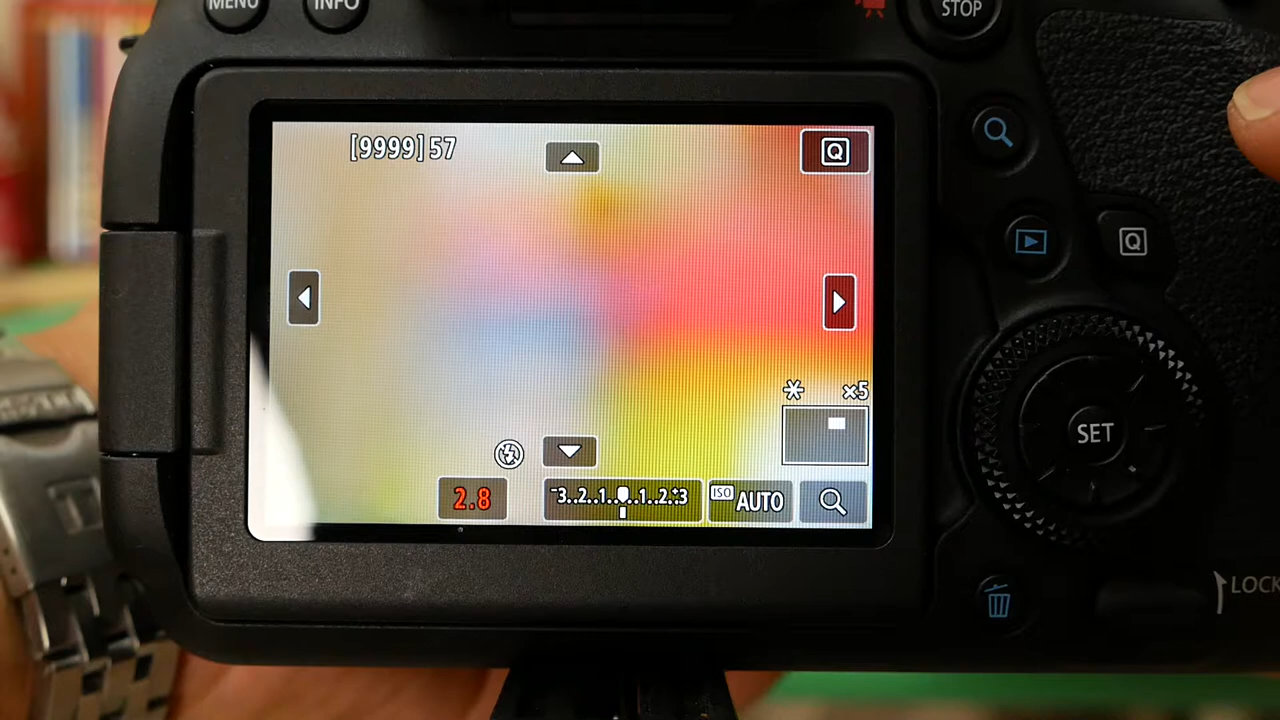 MENU
INFO
STOP
[9999]57
Q
Q
×5
SET
2.8
-3..2..1..0..1..2..+3
ISO AUTO
LOCK